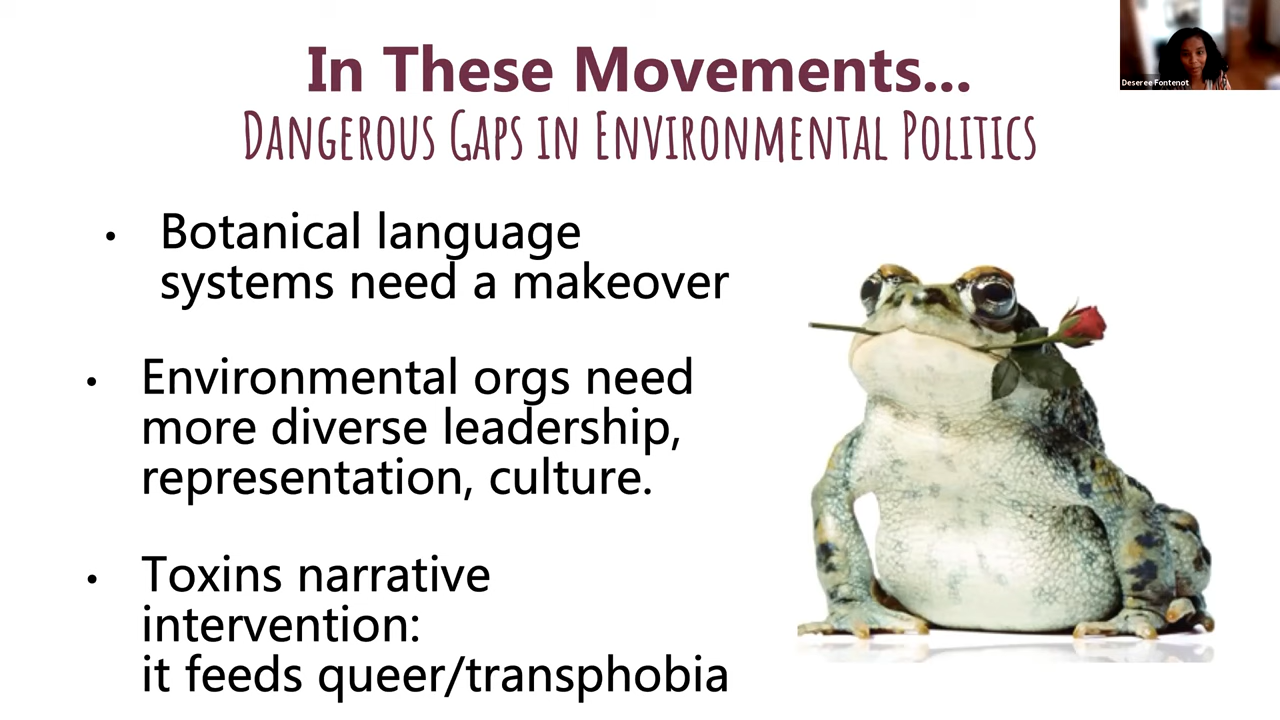 Deseree Fontenot
In These Movements...
DANGEROUS GAPS IN ENVIRONMENTAL POLITICS
• Botanical language
systems need a makeover
• Environmental orgs need
more diverse leadership,
representation, culture.
• Toxins narrative
intervention:
it feeds queer/transphobia